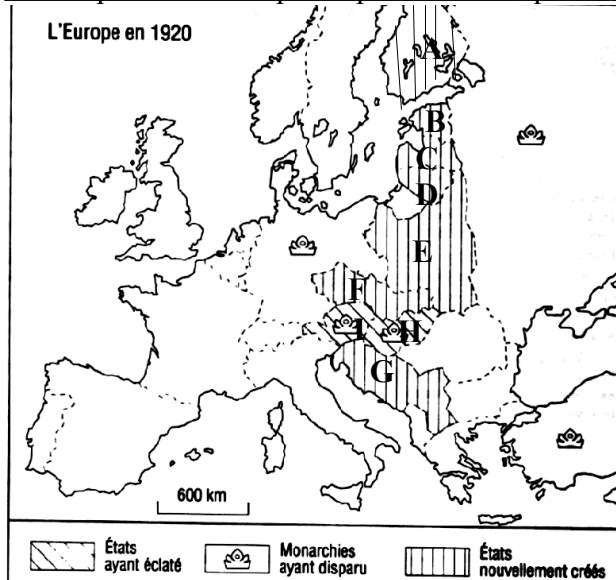 L'Europe en 1920
A
B
C
D
E
F
I
H
G
600 km
États
ayant éclaté
Monarchies
ayant disparu
États
nouvellement créés